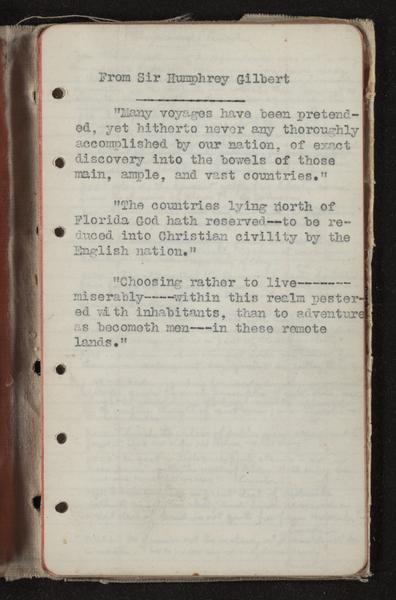 From Sir Humphrey Gilbert
"Many voyages have been pretend-
ed, yet hitherto never any thoroughly
accomplished by our nation, of exact
discovery into the bowels of those
main, ample, and vast countries."
"The countries lying north of
Florida God hath reserved--to be re-
duced into Christian civility by the
English nation."
"Choosing rather to live-------
miserably----within this realm pester-
ed with inhabitants, than to adventure
as becometh men---in these remote
lands."